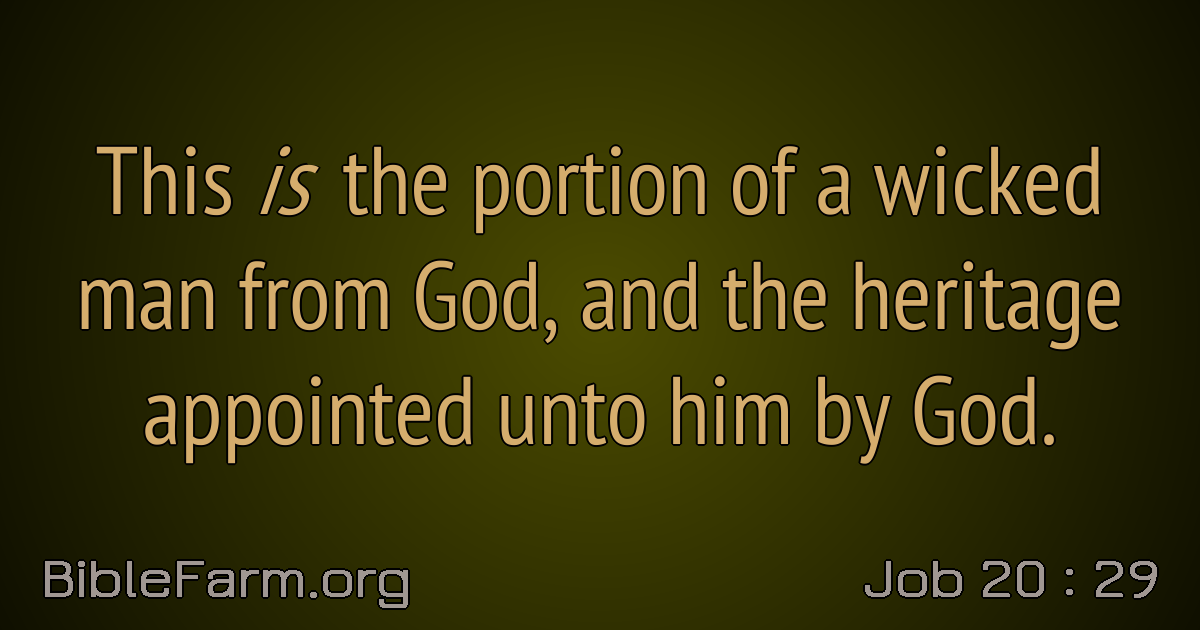 This is the portion of a wicked
man from God, and the heritage
appointed unto him by God.
BibleFarm.org
Job 20 : 29